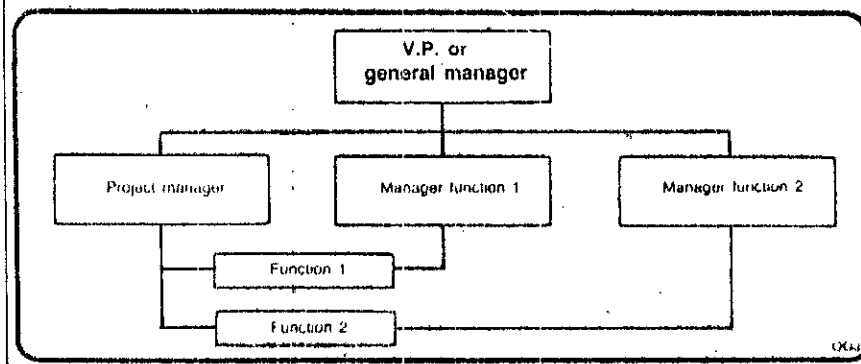 V.P. or
general manager
Project manager
Manager function 1
Manager function 2
Function 1
Function 2